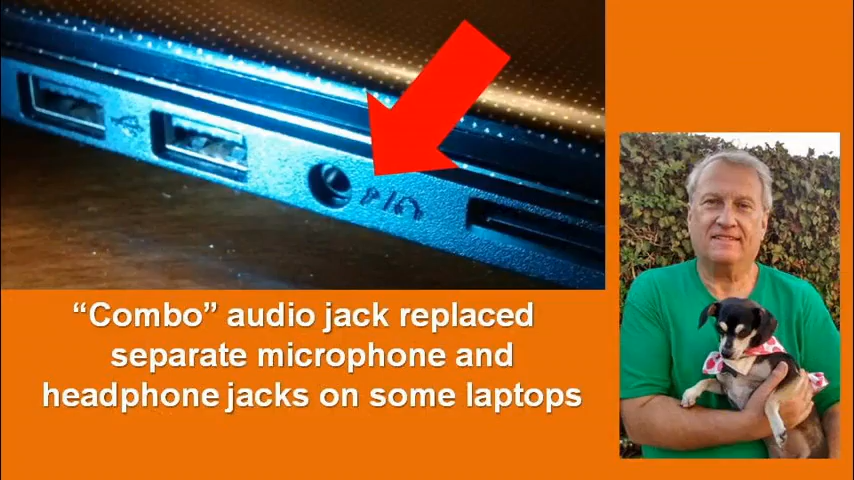 “Combo” audio jack replaced
separate microphone and
headphone jacks on some laptops